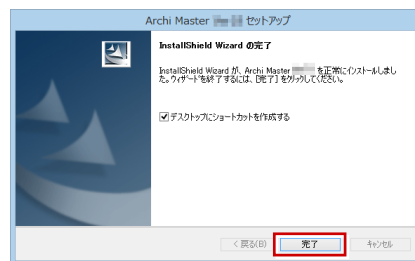 Archi Master セットアップ
InstallShield Wizard の完了
InstallShield Wizard が、Archi Master を正常にインストールしまし
た。ウィザードを終了するには、[完了] をクリックしてください。
デスクトップにショートカットを作成する
< 戻る(B)
完了
キャンセル